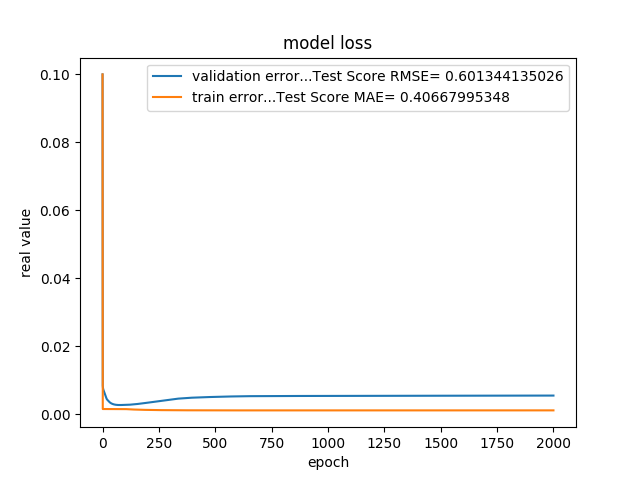 model loss
validation error...Test Score RMSE= 0.601344135026
train error...Test Score MAE= 0.40667995348
real value
0.10
0.08
0.06
0.04
0.02
0.00
0 250 500 750 1000 1250 1500 1750 2000
epoch